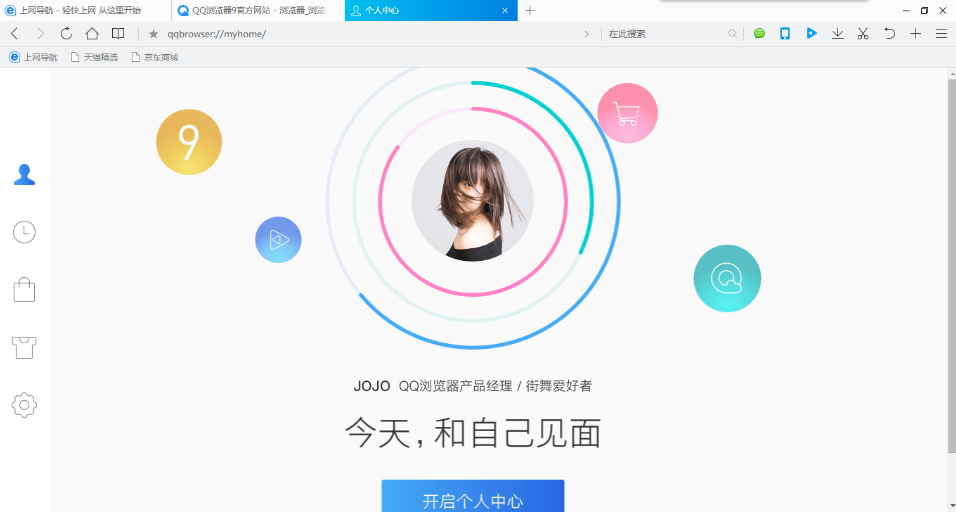 上网导航 - 轻快上网 从这里开始
QQ浏览器9官方网站 - 浏览器_浏览
个人中心
qqbrowser://myhome/
在此搜索
上网导航
天猫精选
京东商城
9
JOJO QQ浏览器产品经理 / 街舞爱好者
今天，和自己见面
开启个人中心